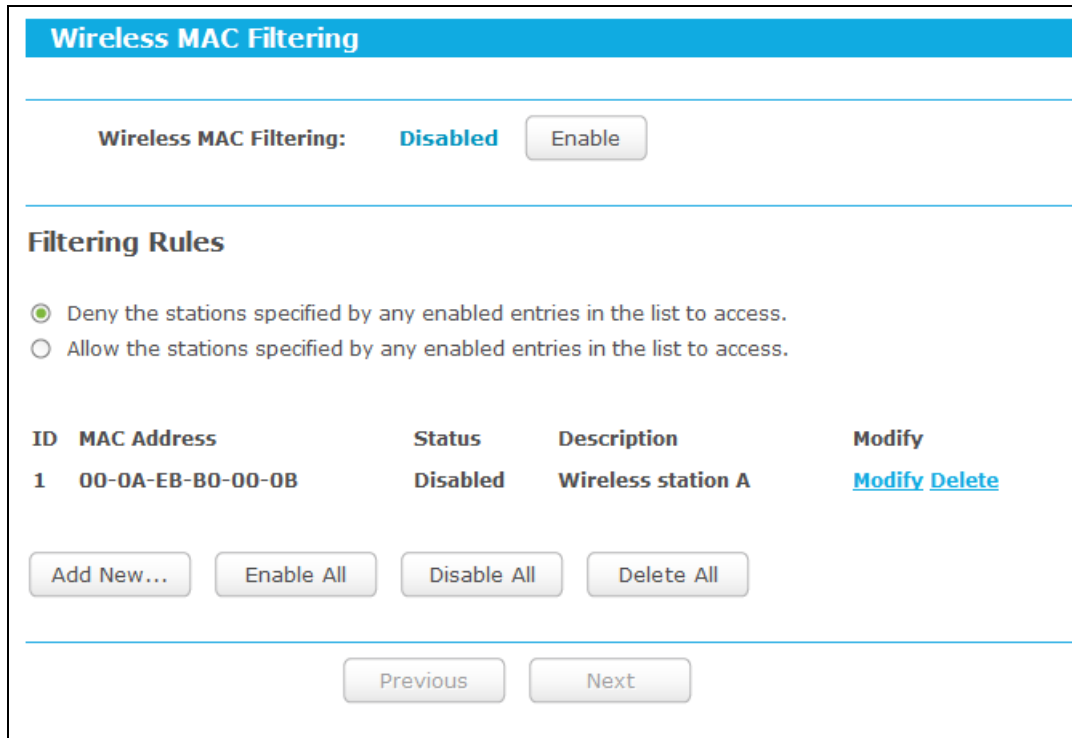 Wireless MAC Filtering
Wireless MAC Filtering: Disabled Enable
Filtering Rules
Deny the stations specified by any enabled entries in the list to access.
Allow the stations specified by any enabled entries in the list to access.
ID MAC Address Status Description Modify
1 00-0A-EB-B0-00-0B Disabled Wireless station A Modify Delete
Add New... Enable All Disable All Delete All
Previous Next